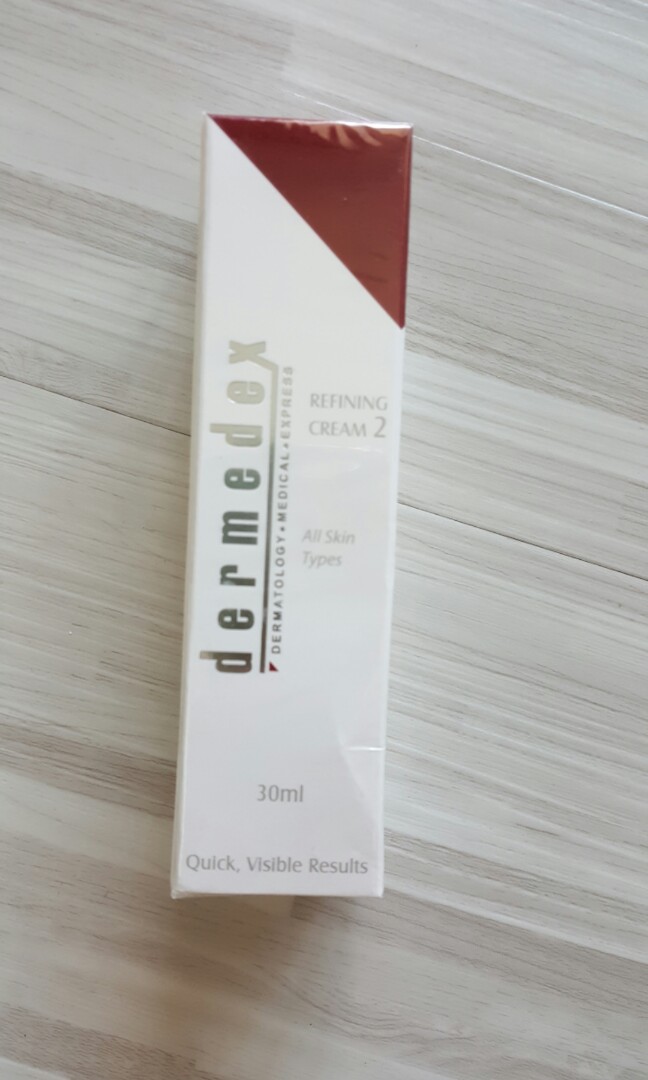 dermedex
DERMATOLOGY•MEDICAL•EXPRESS
REFINING
CREAM 2
All Skin
Types
30ml
Quick, Visible Results